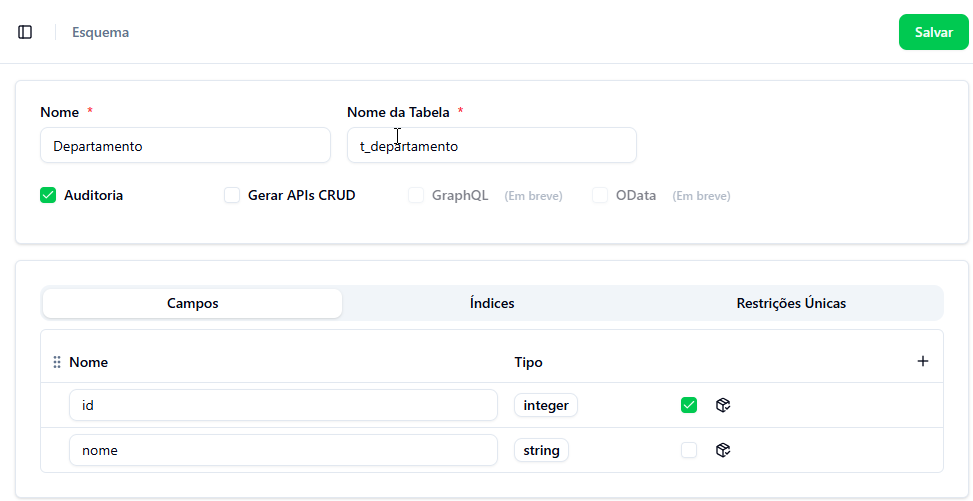 Esquema
Salvar
Nome *
Nome da Tabela *
Departamento
t_departamento
Auditoria
Gerar APIs CRUD
GraphQL (Em breve)
OData (Em breve)
Campos
Índices
Restrições Únicas
Nome
Tipo
id
integer
nome
string